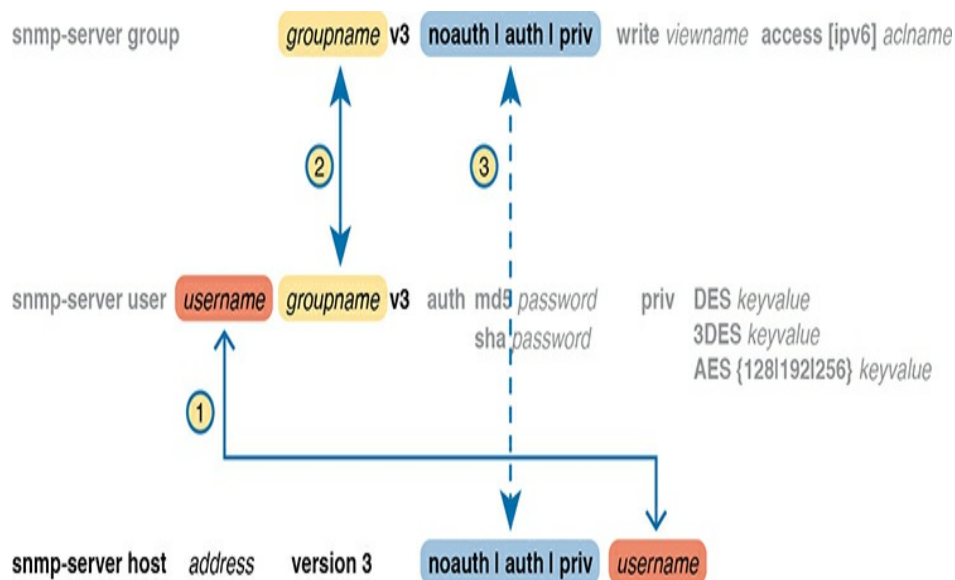 snmp-server group groupname v3 noauth | auth | priv write viewname access [ipv6] aclname
2
3
snmp-server user username groupname v3 auth md5 password priv DES keyvalue
sha password 3DES keyvalue
AES {128|192|256} keyvalue
1
snmp-server host address version 3 noauth | auth | priv username